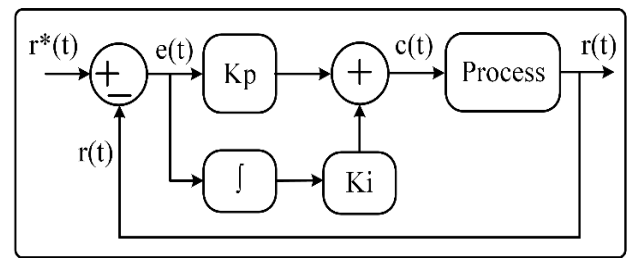 r*(t)
e(t)
Kp
c(t)
Process
r(t)
+
−
+
r(t)
∫
Ki